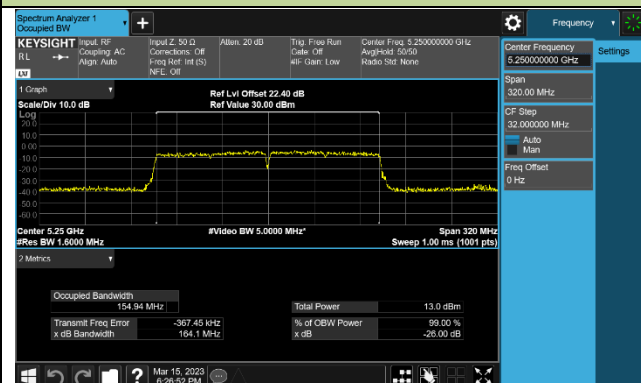 Spectrum Analyzer 1
Occupied BW
Frequency
KEYSIGHT
Input: RF
Coupling: AC
Align: Auto
Input Z: 50 Ω
Corrections: Off
Freq Ref: Int (S)
NFE: Off
Atten: 20 dB
Trig: Free Run
Gate: Off
#IF Gain: Low
Center Freq: 5.250000000 GHz
Avg|Hold: 50/50
Radio Std: None
RL
LXI
Center Frequency
5.250000000 GHz
Settings
Span
320.00 MHz
CF Step
32.000000 MHz
Auto
Man
Freq Offset
0 Hz
1 Graph
Ref Lvl Offset 22.40 dB
Scale/Div 10.0 dB
Ref Value 30.00 dBm
Log
20.0
10.0
0.00
-10.0
-20.0
-30.0
-40.0
-50.0
-60.0
Center 5.25 GHz
#Video BW 5.0000 MHz*
Span 320 MHz
#Res BW 1.6000 MHz
Sweep 1.00 ms (1001 pts)
2 Metrics
Occupied Bandwidth
154.94 MHz
Total Power
13.0 dBm
Transmit Freq Error
-367.45 kHz
% of OBW Power
99.00 %
x dB Bandwidth
164.1 MHz
x dB
-26.00 dB
?
Mar 15, 2023
6:26:52 PM